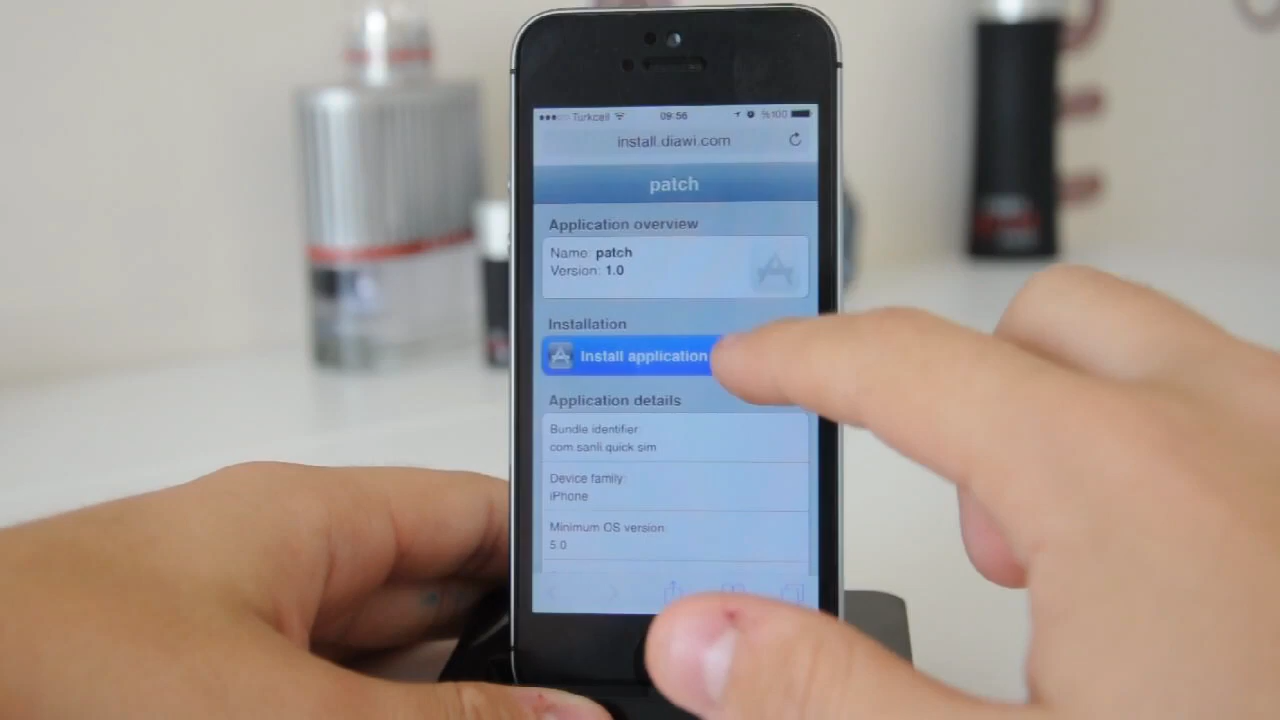 Turkcell 09:56 %100
install.diawi.com
patch
Application overview
Name: patch
Version: 1.0
Installation
Install application
Application details
Bundle identifier:
com.sanli.quick.sim
Device family:
iPhone
Minimum OS version:
5.0